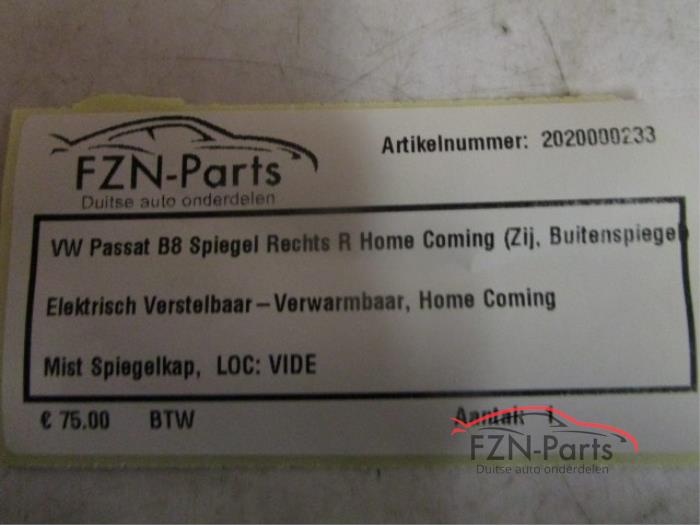 FZN-Parts
Duitse auto onderdelen
Artikelnummer: 2020000233
VW Passat B8 Spiegel Rechts R Home Coming (Zij, Buitenspiegel)
Elektrisch Verstelbaar-Verwarmbaar, Home Coming
Mist Spiegelkap, LOC: VIDE
€ 75.00 BTW Aantal: 1
FZN-Parts
Duitse auto onderdelen